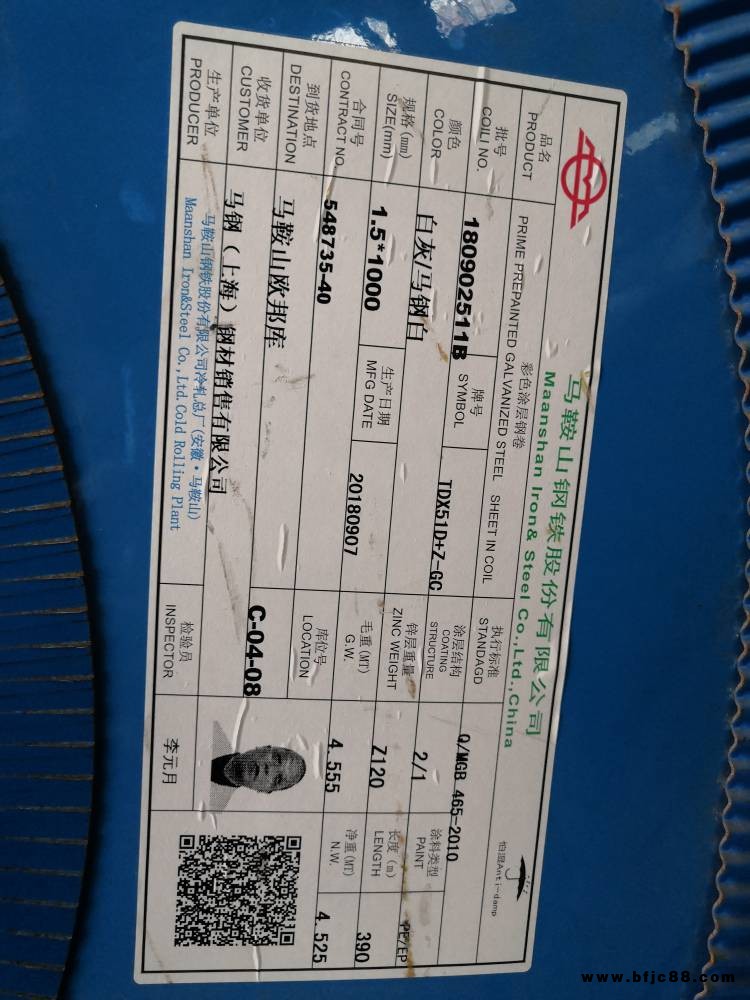 马鞍山钢铁股份有限公司
Maanshan Iron& Steel Co.,Ltd.,China
怕湿Anti-damp
品名 PRODUCT
彩色涂层钢卷
PRIME PREPAINTED GALVANIZED STEEL SHEET IN COIL
执行标准 STANDAGD
Q/MGB 465-2010
批号 COILI NO.
180902511B
牌号 SYMBOL
TDX51D+Z-GC
涂层结构 COATING STRUCTURE
2/1
涂料类型 PAINT
PE/EP
颜色 COLOR
白灰/马钢白
锌层重量 ZINC WEIGHT
Z120
长度(m) LENGTH
390
规格(mm) SIZE(mm)
1.5*1000
生产日期 MFG DATE
20180907
毛重(MT) G.W.
4.555
净重(MT) N.W.
4.525
合同号 CONTRACT NO.
548735-40
到货地点 DESTINATION
马鞍山欧邦库
库位号 LOCATION
C-04-08
收货单位 CUSTOMER
马钢(上海)钢材销售有限公司
生产单位 PRODUCER
马鞍山钢铁股份有限公司冷轧总厂(安徽·马鞍山)
Maanshan Iron&Steel Co.,Ltd.Cold Rolling Plant
检验员 INSPECTOR
李元月
www.bfjc88.com